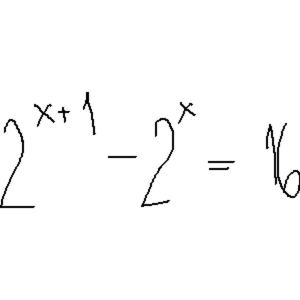 2^{x+1} - 2^x = 16